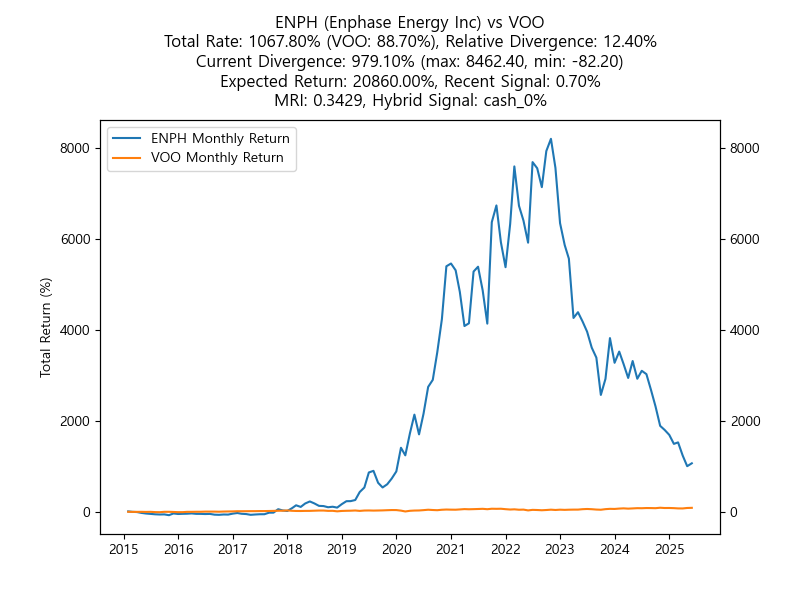 ENPH (Enphase Energy Inc) vs VOO
Total Rate: 1067.80% (VOO: 88.70%), Relative Divergence: 12.40%
Current Divergence: 979.10% (max: 8462.40, min: -82.20)
Expected Return: 20860.00%, Recent Signal: 0.70%
MRI: 0.3429, Hybrid Signal: cash_0%
ENPH Monthly Return
VOO Monthly Return
Total Return (%)
8000
6000
4000
2000
0
8000
6000
4000
2000
0
2015 2016 2017 2018 2019 2020 2021 2022 2023 2024 2025